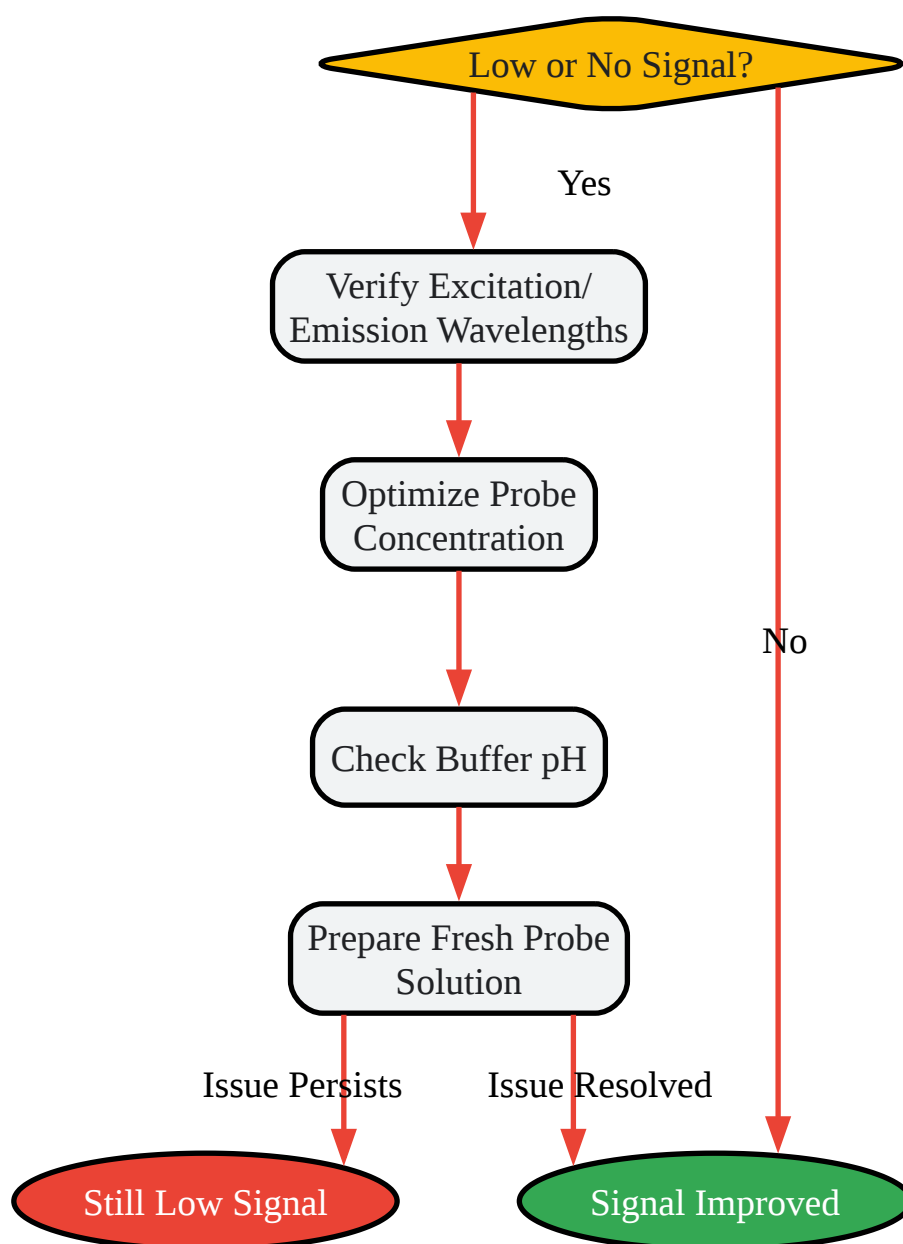 Low or No Signal?
Yes
Verify Excitation/
Emission Wavelengths
Optimize Probe
Concentration
No
Check Buffer pH
Prepare Fresh Probe
Solution
Issue Persists
Issue Resolved
Still Low Signal
Signal Improved